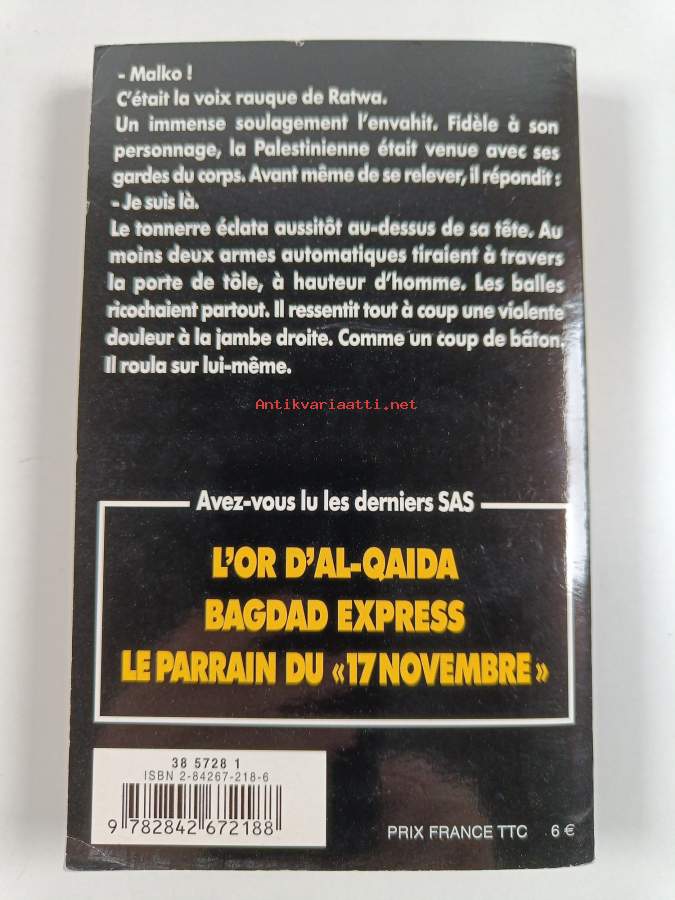 - Malko !
C'était la voix rauque de Ratwa.
Un immense soulagement l'envahit. Fidèle à son
personnage, la Palestinienne était venue avec ses
gardes du corps. Avant même de se relever, il répondit :
- Je suis là.
Le tonnerre éclata aussitôt au-dessus de sa tête. Au
moins deux armes automatiques tiraient à travers
la porte de tôle, à hauteur d'homme. Les balles
ricochaient partout. Il ressentit tout à coup une violente
douleur à la jambe droite. Comme un coup de bâton.
Il roula sur lui-même.
Antikvariaatti.net
Avez-vous lu les derniers SAS
L'OR D'AL-QAIDA
BAGDAD EXPRESS
LE PARRAIN DU «17 NOVEMBRE»
38 5728 1
ISBN 2-84267-218-6
9 782842 672188
PRIX FRANCE TTC 6 €